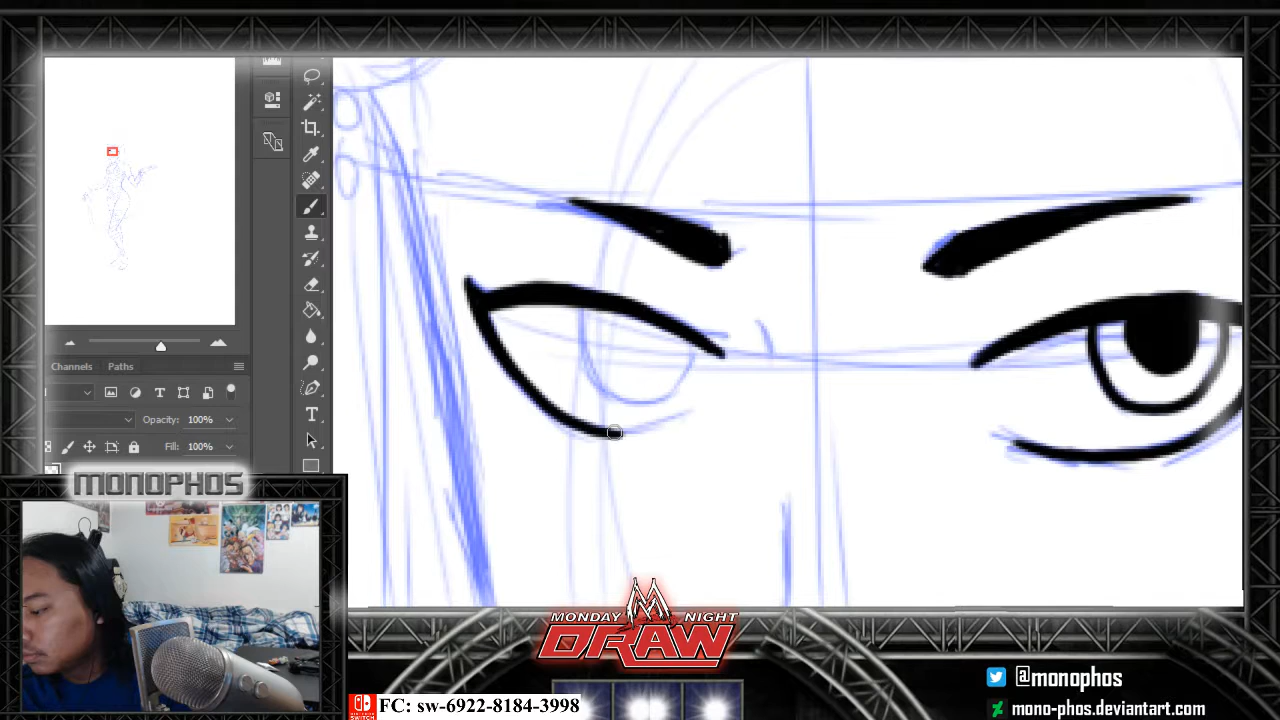 Channels Paths
Opacity: 100%
Fill: 100%
MONOPHOS
MONDAY NIGHT
DRAW
FC: sw-6922-8184-3998
@monophos
mono-phos.deviantart.com